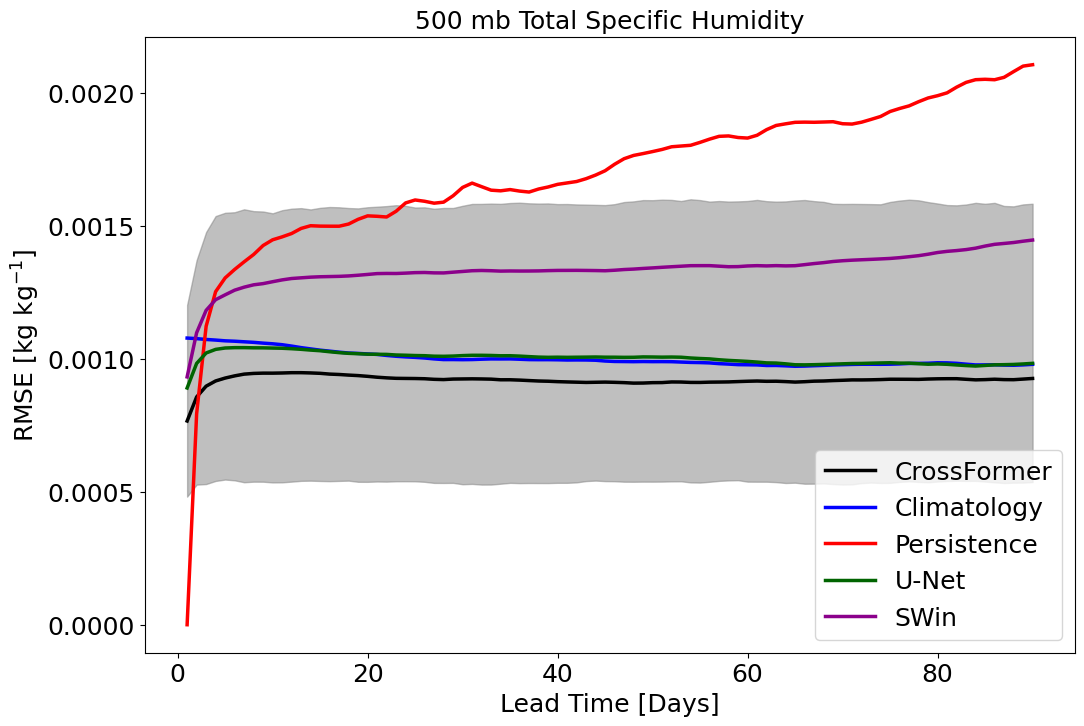 500 mb Total Specific Humidity
RMSE [kg kg⁻¹]
0.0020
0.0015
0.0010
0.0005
0.0000
CrossFormer
Climatology
Persistence
U-Net
SWin
0 20 40 60 80
Lead Time [Days]